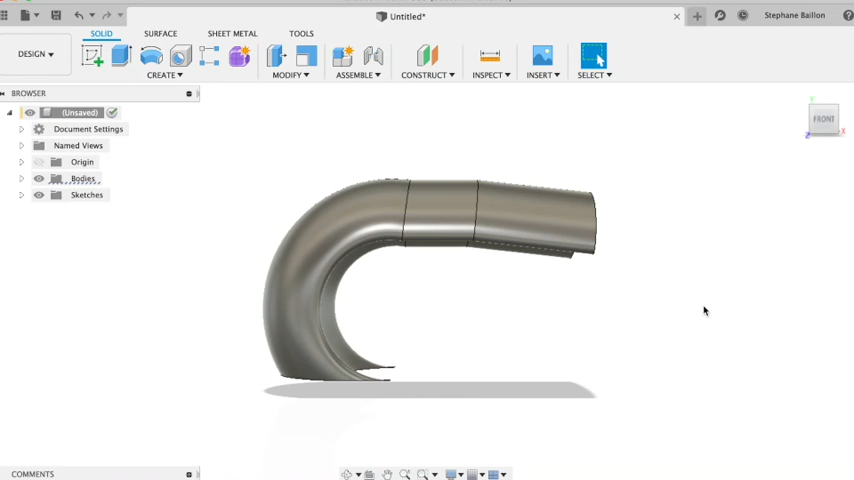 Untitled*
Stephane Baillon
DESIGN
SOLID SURFACE SHEET METAL TOOLS
CREATE MODIFY ASSEMBLE CONSTRUCT INSPECT INSERT SELECT
BROWSER
(Unsaved)
Document Settings
Named Views
Origin
Bodies
Sketches
FRONT
Y
X
Z
COMMENTS